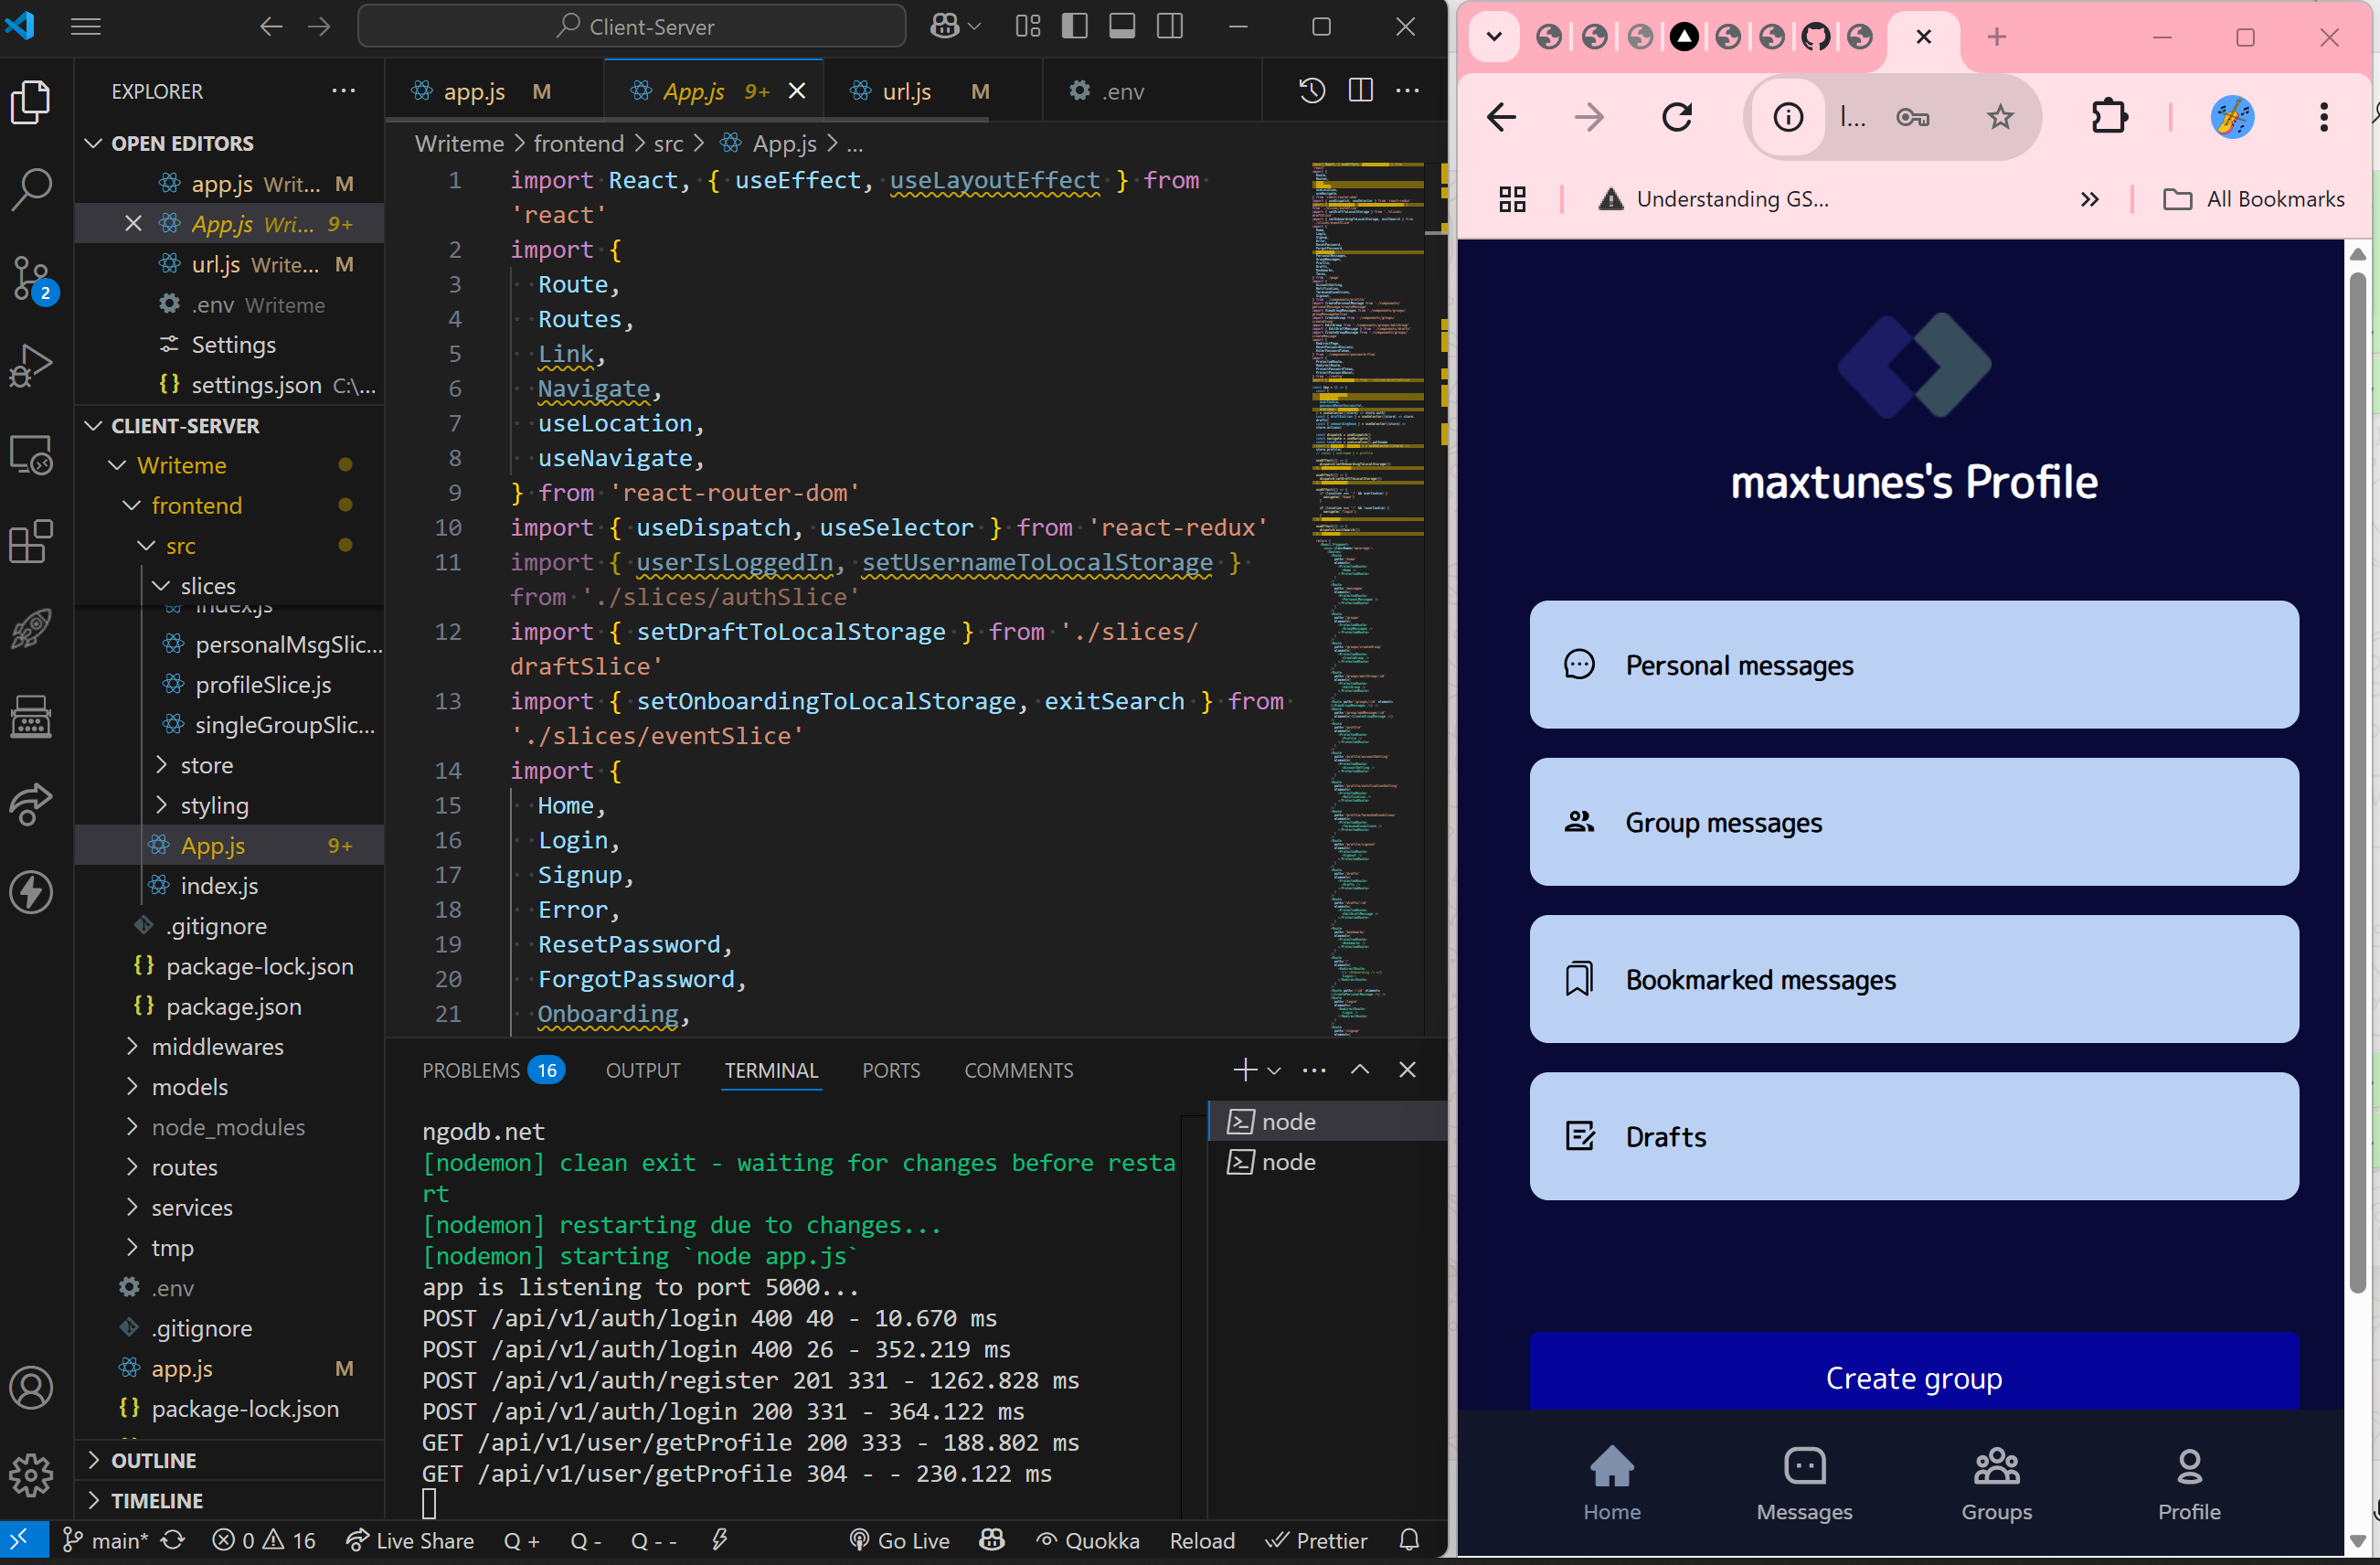 Client-Server
EXPLORER
OPEN EDITORS
app.js Writ... M
App.js Wri... 9+
url.js Write... M
.env Writeme
Settings
settings.json C:\...
CLIENT-SERVER
Writeme
frontend
src
slices
index.js
personalMsgSlic...
profileSlice.js
singleGroupSlic...
store
styling
App.js 9+
index.js
.gitignore
package-lock.json
package.json
middlewares
models
node_modules
routes
services
tmp
.env
.gitignore
app.js M
package-lock.json
OUTLINE
TIMELINE
2
app.js M
App.js 9+
url.js M
.env
Writeme > frontend > src > App.js > ...
1 import React, { useEffect, useLayoutEffect } from
'react'
2 import {
3 Route,
4 Routes,
5 Link,
6 Navigate,
7 useLocation,
8 useNavigate,
9 } from 'react-router-dom'
10 import { useDispatch, useSelector } from 'react-redux'
11 import { userIsLoggedIn, setUsernameToLocalStorage }
from './slices/authSlice'
12 import { setDraftToLocalStorage } from './slices/
draftSlice'
13 import { setOnboardingToLocalStorage, exitSearch } from
'./slices/eventSlice'
14 import {
15 Home,
16 Login,
17 Signup,
18 Error,
19 ResetPassword,
20 ForgotPassword,
21 Onboarding,
PROBLEMS 16 OUTPUT TERMINAL PORTS COMMENTS
ngodb.net
[nodemon] clean exit - waiting for changes before resta
rt
[nodemon] restarting due to changes...
[nodemon] starting `node app.js`
app is listening to port 5000...
POST /api/v1/auth/login 400 40 - 10.670 ms
POST /api/v1/auth/login 400 26 - 352.219 ms
POST /api/v1/auth/register 201 331 - 1262.828 ms
POST /api/v1/auth/login 200 331 - 364.122 ms
GET /api/v1/user/getProfile 200 333 - 188.802 ms
GET /api/v1/user/getProfile 304 - - 230.122 ms
node
node
main* 0 16 Live Share Q + Q - Q - - Go Live Quokka Reload Prettier
l...
Understanding GS...
All Bookmarks
maxtunes's Profile
Personal messages
Group messages
Bookmarked messages
Drafts
Create group
Home Messages Groups Profile